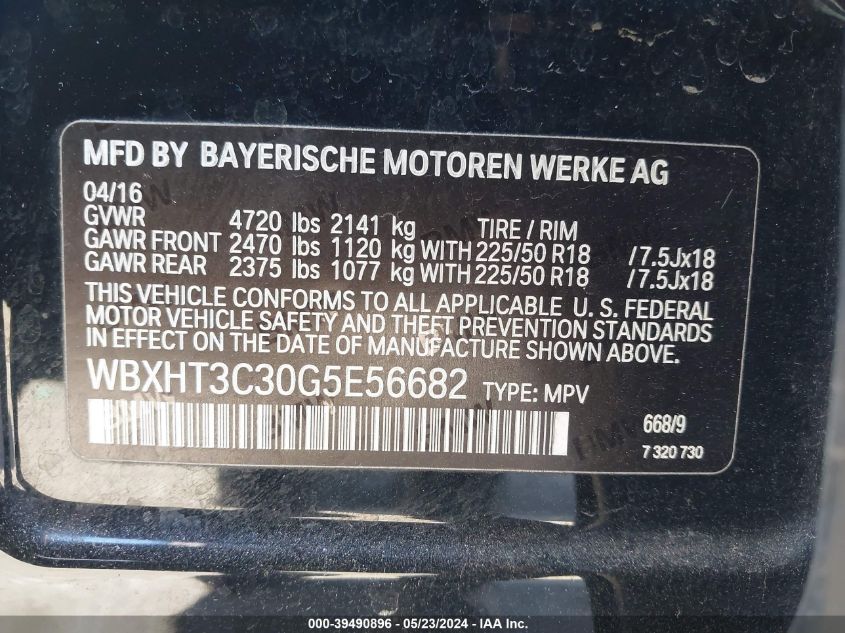 MFD BY BAYERISCHE MOTOREN WERKE AG
04/16
GVWR 4720 lbs 2141 kg TIRE / RIM
GAWR FRONT 2470 lbs 1120 kg WITH 225/50 R18 /7.5Jx18
GAWR REAR 2375 lbs 1077 kg WITH 225/50 R18 /7.5Jx18
THIS VEHICLE CONFORMS TO ALL APPLICABLE U. S. FEDERAL
MOTOR VEHICLE SAFETY AND THEFT PREVENTION STANDARDS
IN EFFECT ON THE DATE OF MANUFACTURE SHOWN ABOVE.
WBXHT3C30G5E56682 TYPE: MPV
668/9
7 320 730
000-39490896 - 05/23/2024 - IAA Inc.